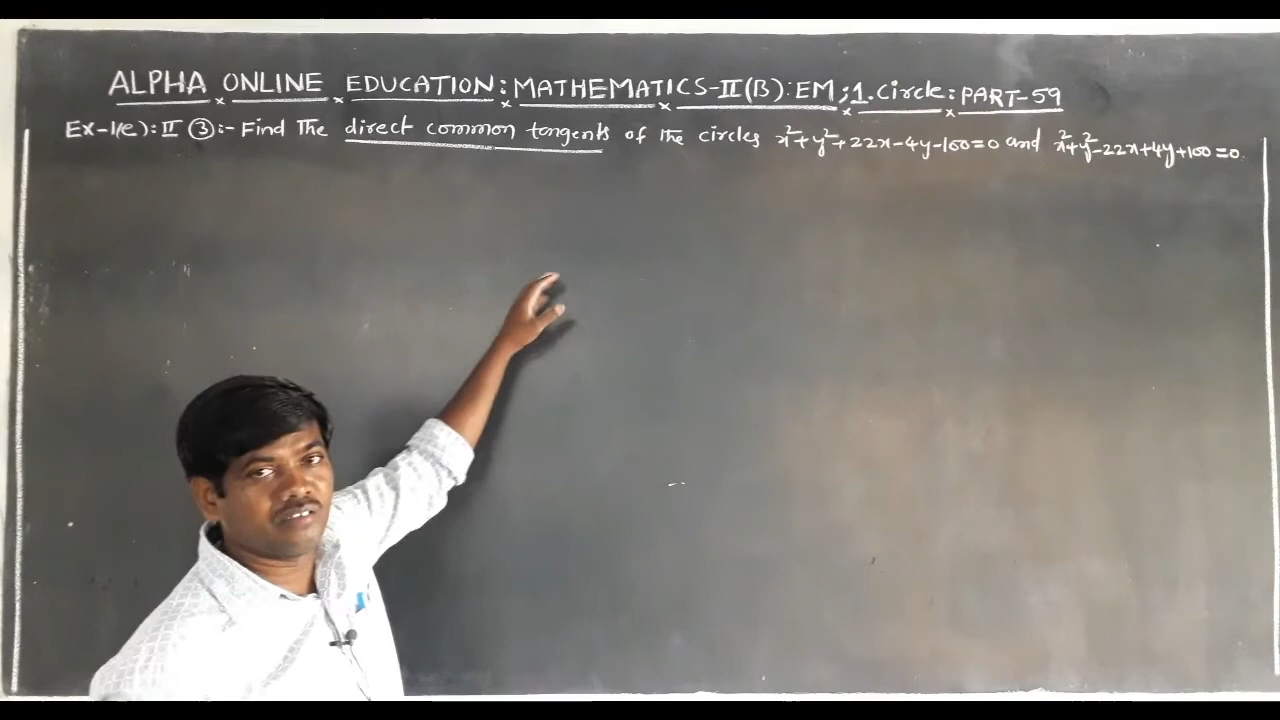 ALPHA ONLINE EDUCATION: MATHEMATICS-II(B): EM; 1. Circle: PART-59
Ex-1(e): II ③:- Find The direct common tangents of the circles x²+y²+22x-4y-100=0 and x²+y²-22x+4y+100=0.